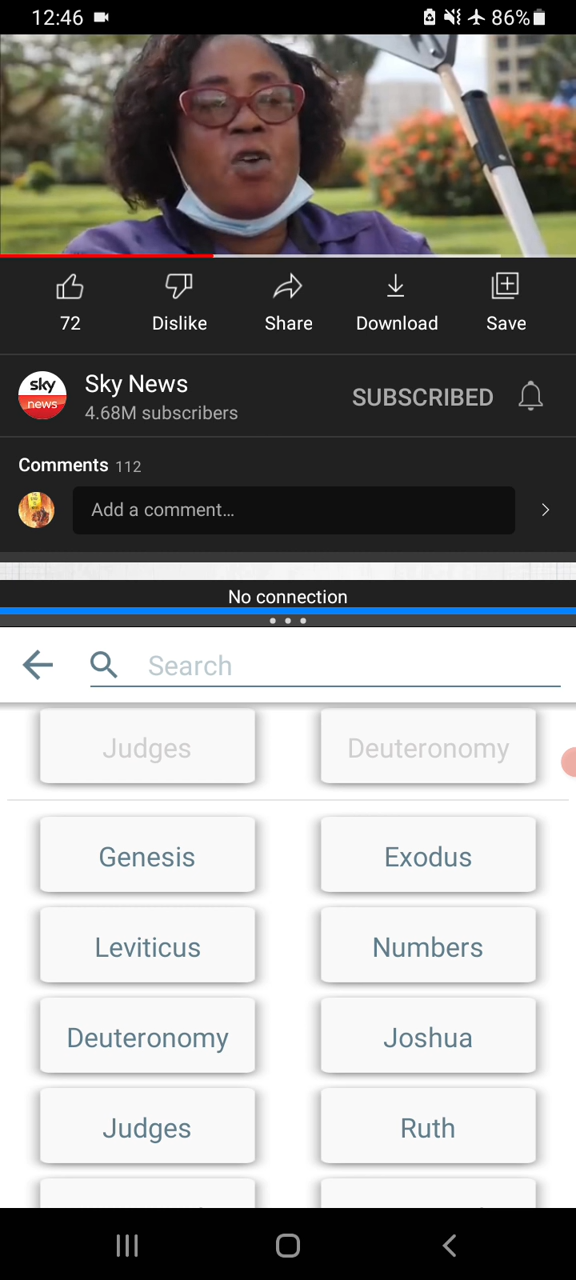 12:46 86%
72 Dislike Share Download Save
sky
news
Sky News
4.68M subscribers
SUBSCRIBED
Comments 112
Add a comment...
No connection
Search
Judges Deuteronomy
Genesis Exodus
Leviticus Numbers
Deuteronomy Joshua
Judges Ruth